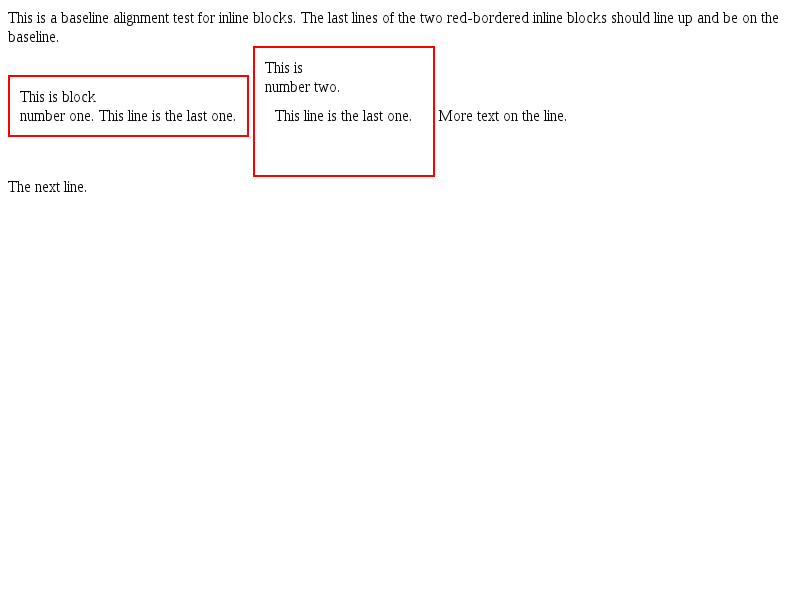 This is a baseline alignment test for inline blocks. The last lines of the two red-bordered inline blocks should line up and be on the
baseline.
This is block
number one. This line is the last one.
This is
number two.
This line is the last one.
More text on the line.
The next line.